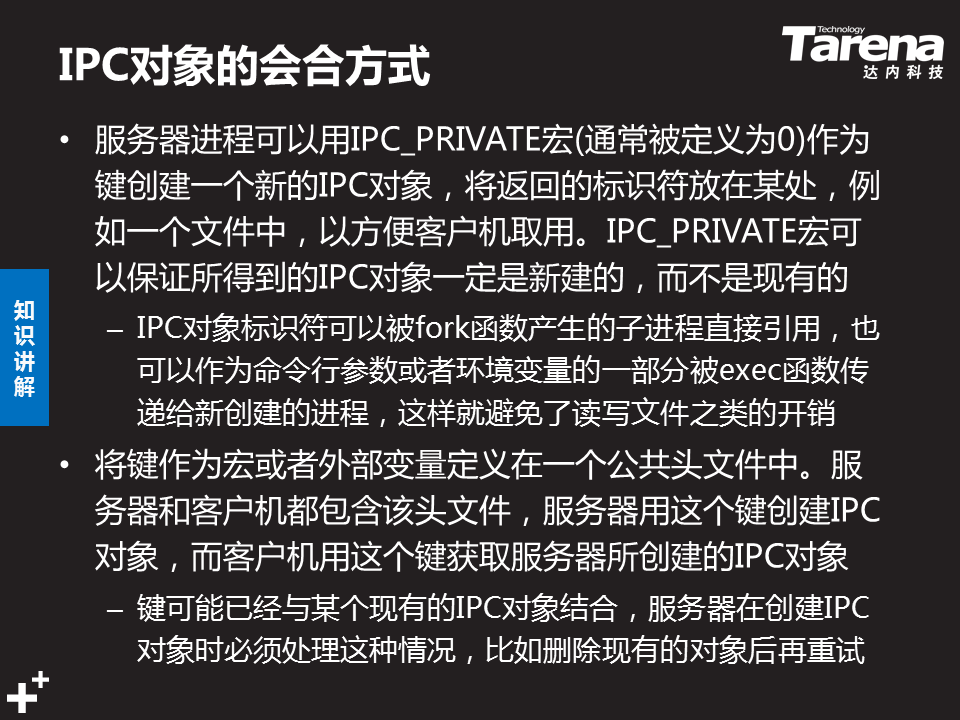 IPC对象的会合方式
Technology
Tarena
达内科技
• 服务器进程可以用IPC_PRIVATE宏(通常被定义为0)作为
键创建一个新的IPC对象，将返回的标识符放在某处，例
如一个文件中，以方便客户机取用。IPC_PRIVATE宏可
以保证所得到的IPC对象一定是新建的，而不是现有的
– IPC对象标识符可以被fork函数产生的子进程直接引用，也
可以作为命令行参数或者环境变量的一部分被exec函数传
递给新创建的进程，这样就避免了读写文件之类的开销
• 将键作为宏或者外部变量定义在一个公共头文件中。服
务器和客户机都包含该头文件，服务器用这个键创建IPC
对象，而客户机用这个键获取服务器所创建的IPC对象
– 键可能已经与某个现有的IPC对象结合，服务器在创建IPC
对象时必须处理这种情况，比如删除现有的对象后再重试
知
识
讲
解